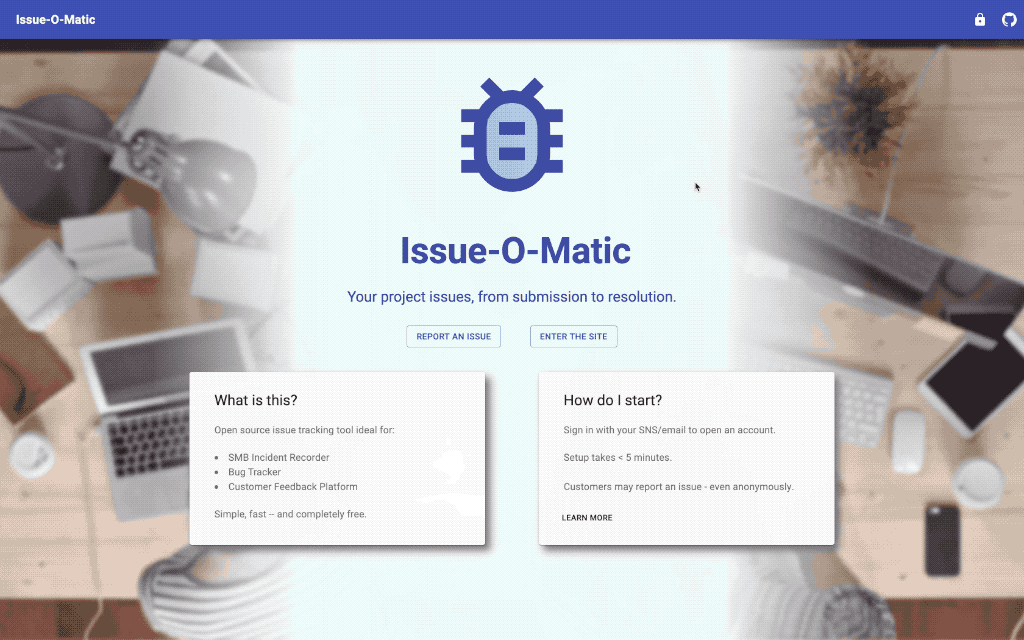 Issue-O-Matic
Issue-O-Matic
Your project issues, from submission to resolution.
REPORT AN ISSUE
ENTER THE SITE
What is this?
Open source issue tracking tool ideal for:
SMB Incident Recorder
Bug Tracker
Customer Feedback Platform
Simple, fast -- and completely free.
How do I start?
Sign in with your SNS/email to open an account.
Setup takes < 5 minutes.
Customers may report an issue - even anonymously.
LEARN MORE